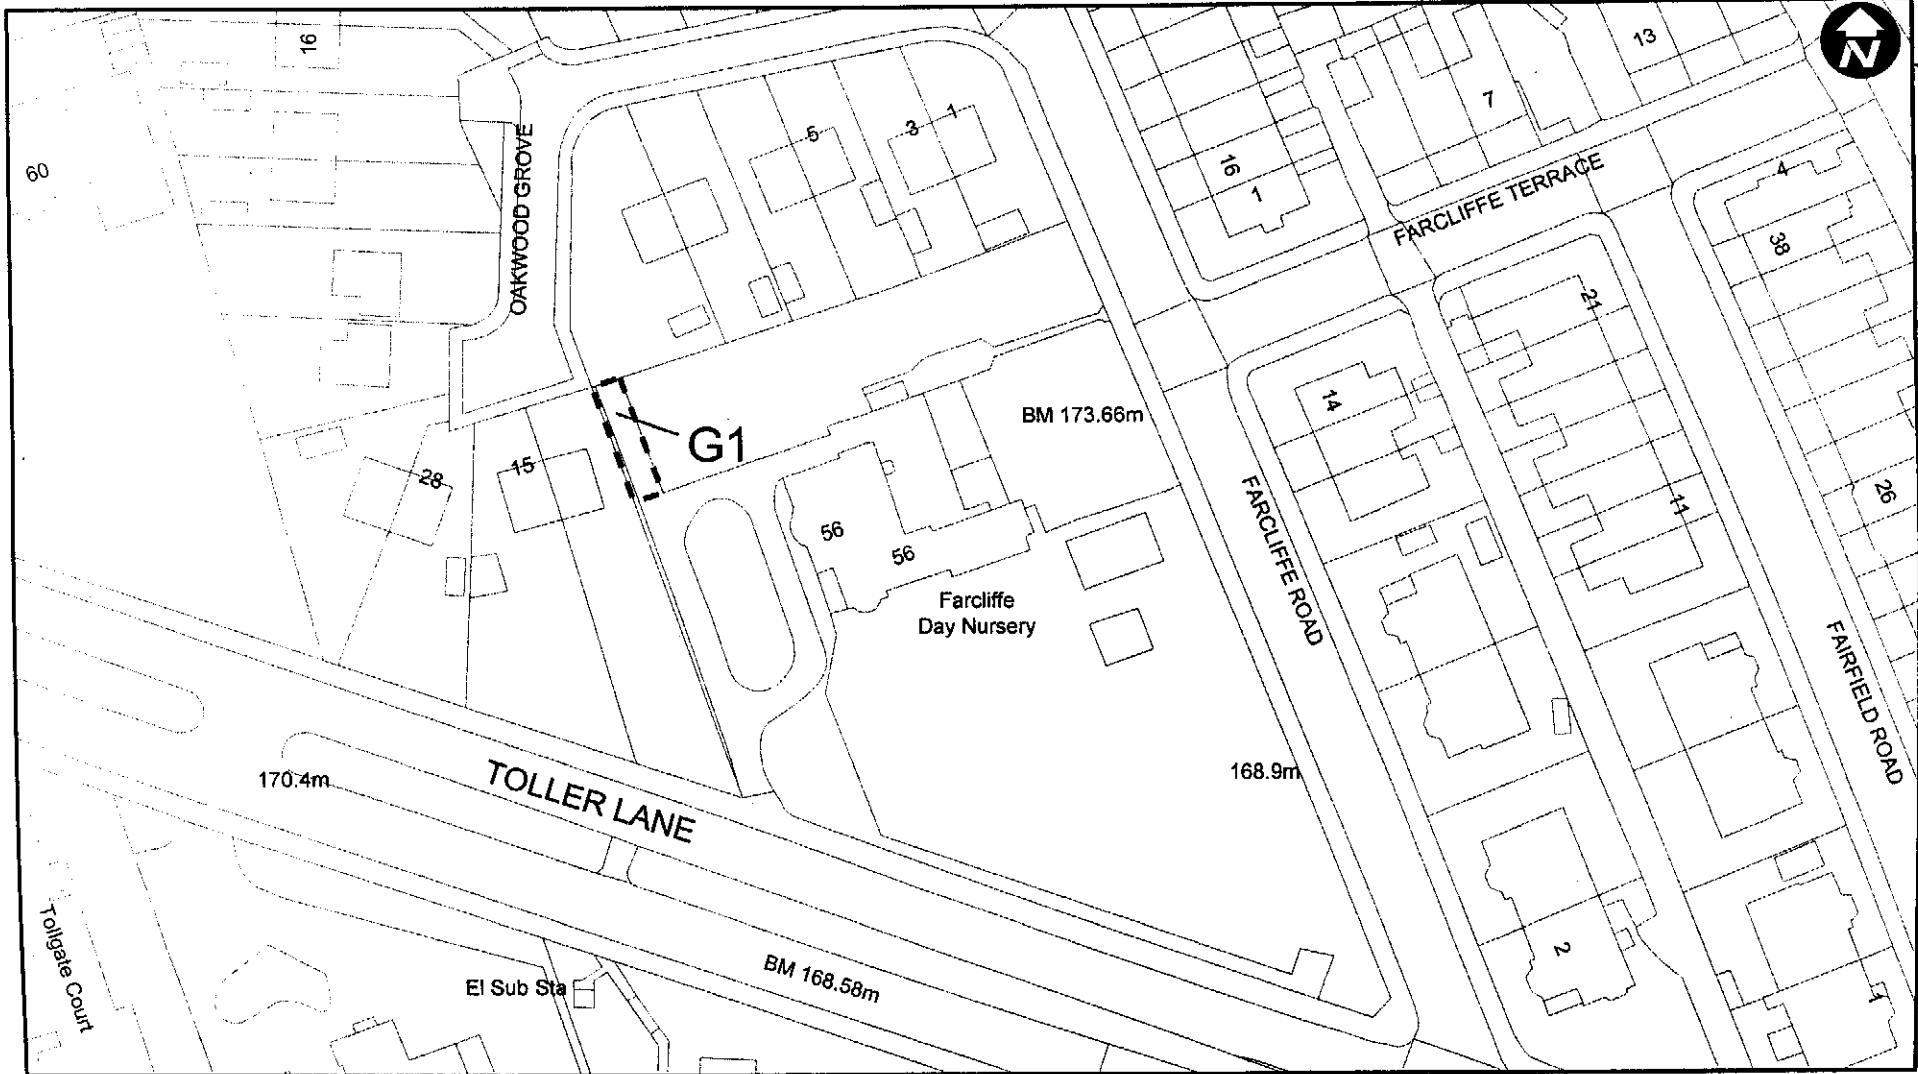 16
13
N
60
OAKWOOD GROVE
5
3
1
16
1
7
FARCLIFFE TERRACE
4
38
21
28
15
G1
BM 173.66m
14
56
56
Farcliffe
Day Nursery
FARCLIFFE ROAD
11
26
FAIRFIELD ROAD
170.4m
TOLLER LANE
168.9m
Tollgate Court
El Sub Sta
BM 168.58m
2
1